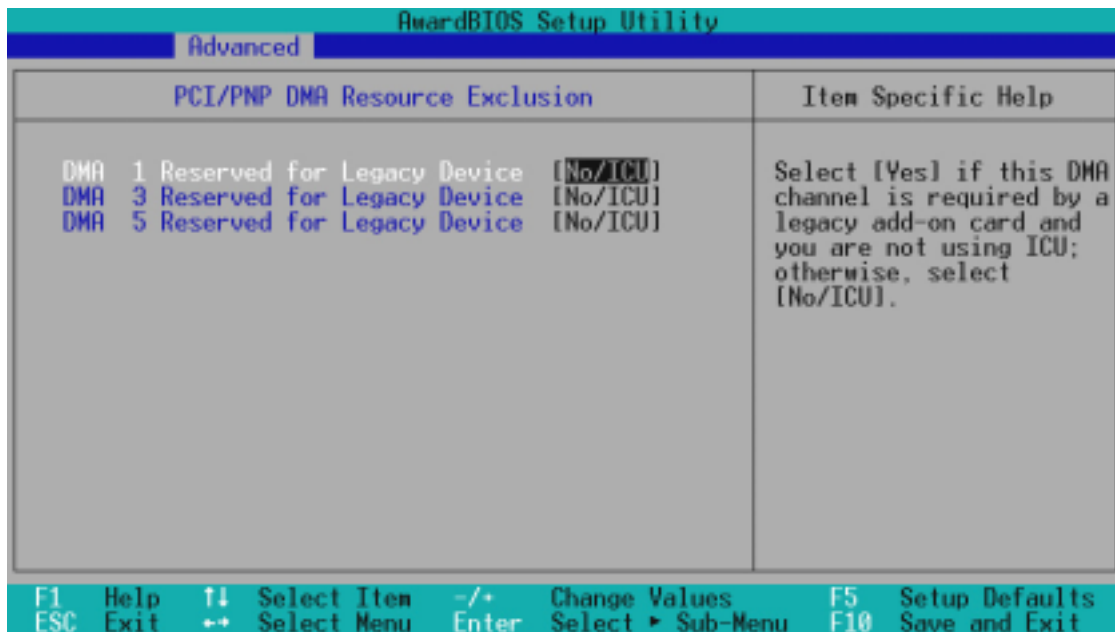 AwardBIOS Setup Utility
Advanced
PCI/PNP DMA Resource Exclusion
Item Specific Help
DMA 1 Reserved for Legacy Device [No/ICU]
DMA 3 Reserved for Legacy Device [No/ICU]
DMA 5 Reserved for Legacy Device [No/ICU]
Select [Yes] if this DMA
channel is required by a
legacy add-on card and
you are not using ICU;
otherwise, select
[No/ICU].
F1 Help ↑↓ Select Item -/+ Change Values F5 Setup Defaults
ESC Exit ←→ Select Menu Enter Select ► Sub-Menu F10 Save and Exit